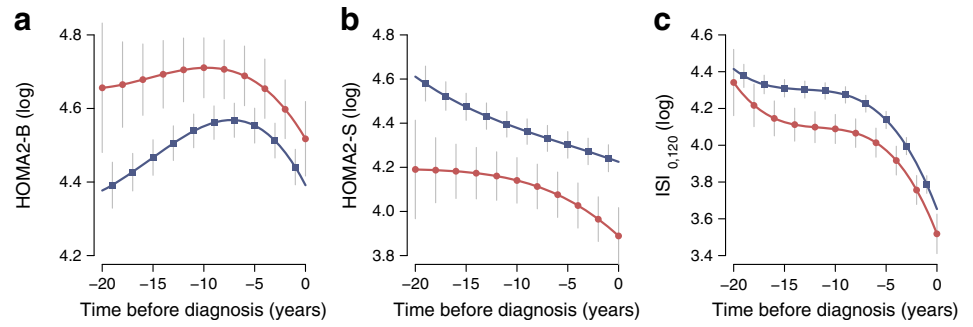 a
HOMA2-B (log)
4.8
4.6
4.4
4.2
−20 −15 −10 −5 0
Time before diagnosis (years)
b
HOMA2-S (log)
4.8
4.6
4.4
4.2
4.0
3.8
−20 −15 −10 −5 0
Time before diagnosis (years)
c
ISI 0,120 (log)
4.6
4.4
4.2
4.0
3.8
3.6
3.4
−20 −15 −10 −5 0
Time before diagnosis (years)